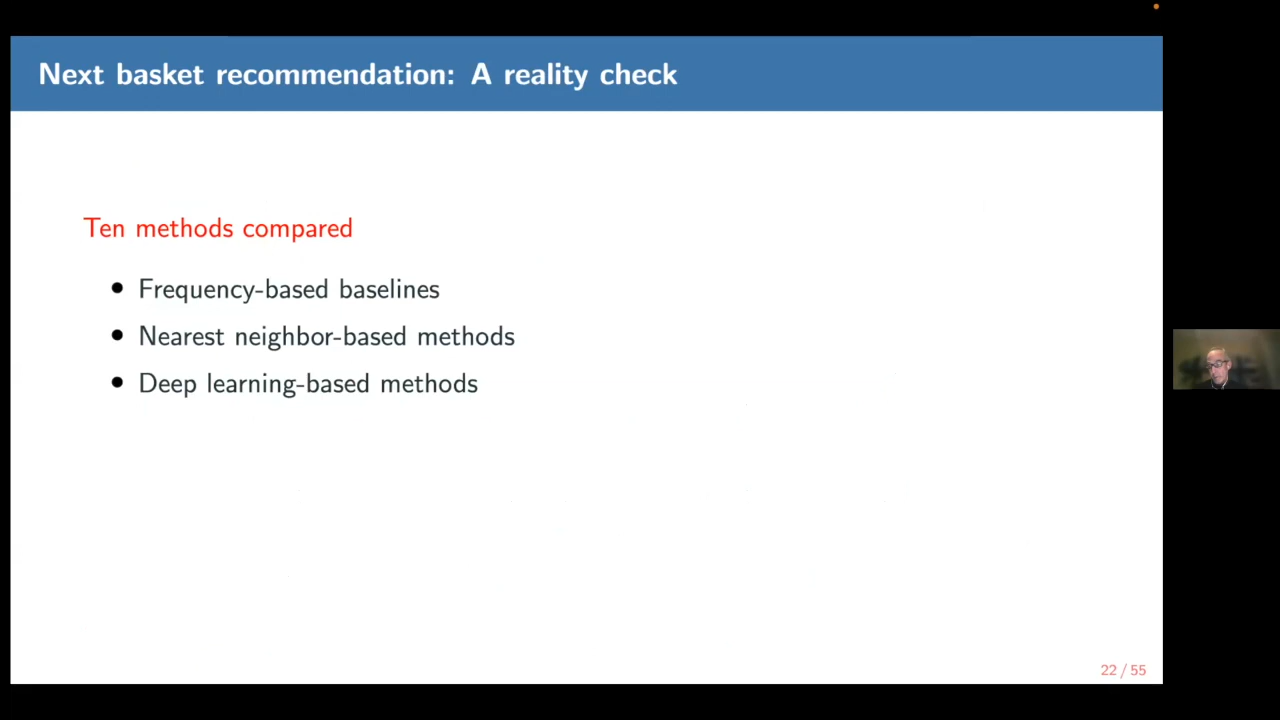 Next basket recommendation: A reality check
Ten methods compared
Frequency-based baselines
Nearest neighbor-based methods
Deep learning-based methods
22 / 55